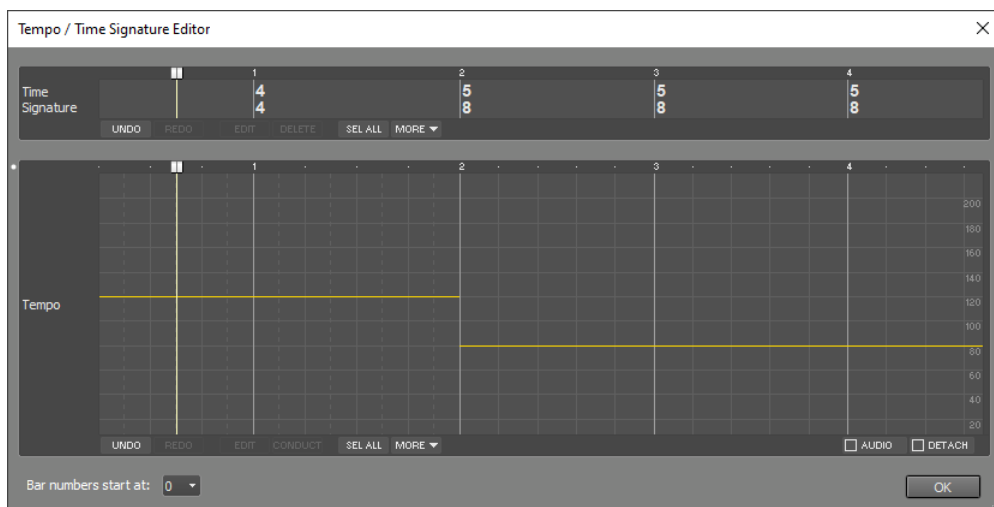 Tempo / Time Signature Editor
1 2 3 4
Time Signature
4 5 5 5
4 8 8 8
UNDO REDO EDIT DELETE SEL ALL MORE
1 2 3 4
200
180
160
140
Tempo
120
100
80
60
40
20
UNDO REDO EDIT CONDUCT SEL ALL MORE AUDIO DETACH
Bar numbers start at: 0 OK